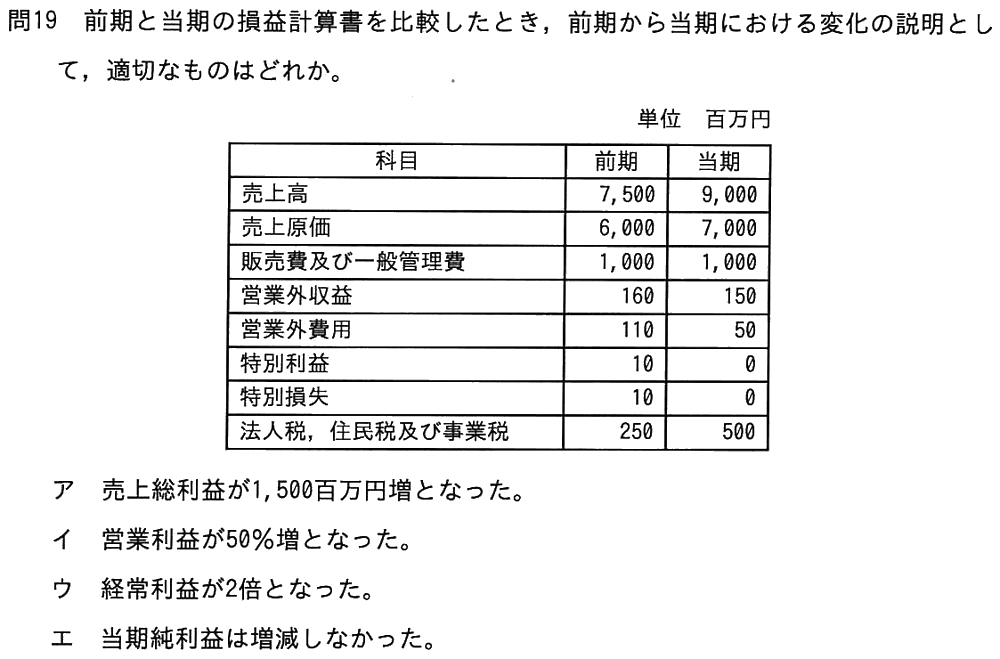 問19　前期と当期の損益計算書を比較したとき，前期から当期における変化の説明とし
て，適切なものはどれか。
単位　百万円
科目　前期　当期
売上高　7,500　9,000
売上原価　6,000　7,000
販売費及び一般管理費　1,000　1,000
営業外収益　160　150
営業外費用　110　50
特別利益　10　0
特別損失　10　0
法人税，住民税及び事業税　250　500
ア　売上総利益が1,500百万円増となった。
イ　営業利益が50％増となった。
ウ　経常利益が2倍となった。
エ　当期純利益は増減しなかった。